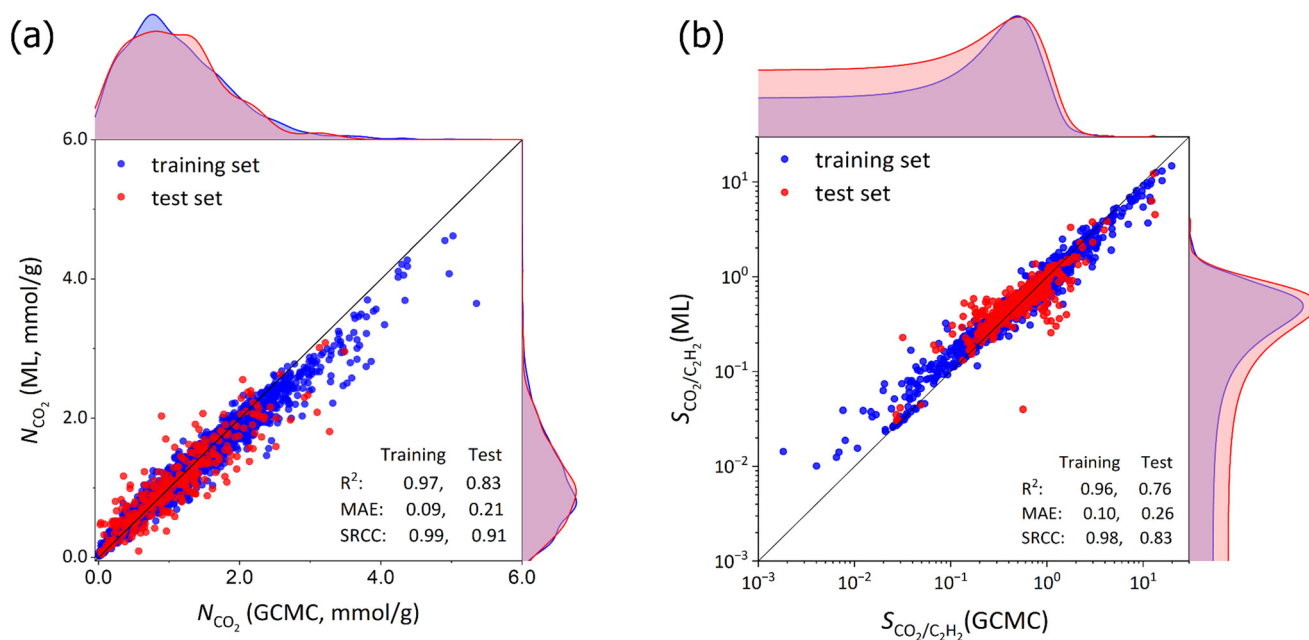 (a)
6.0
training set
test set
4.0
2.0
0.0
N_CO₂ (ML, mmol/g)
Training Test
R²: 0.97, 0.83
MAE: 0.09, 0.21
SRCC: 0.99, 0.91
0.0 2.0 4.0 6.0
N_CO₂ (GCMC, mmol/g)
(b)
training set
test set
10¹
10⁰
10⁻¹
10⁻²
10⁻³
S_CO₂/C₂H₂(ML)
Training Test
R²: 0.96, 0.76
MAE: 0.10, 0.26
SRCC: 0.98, 0.83
10⁻³ 10⁻² 10⁻¹ 10⁰ 10¹
S_CO₂/C₂H₂(GCMC)